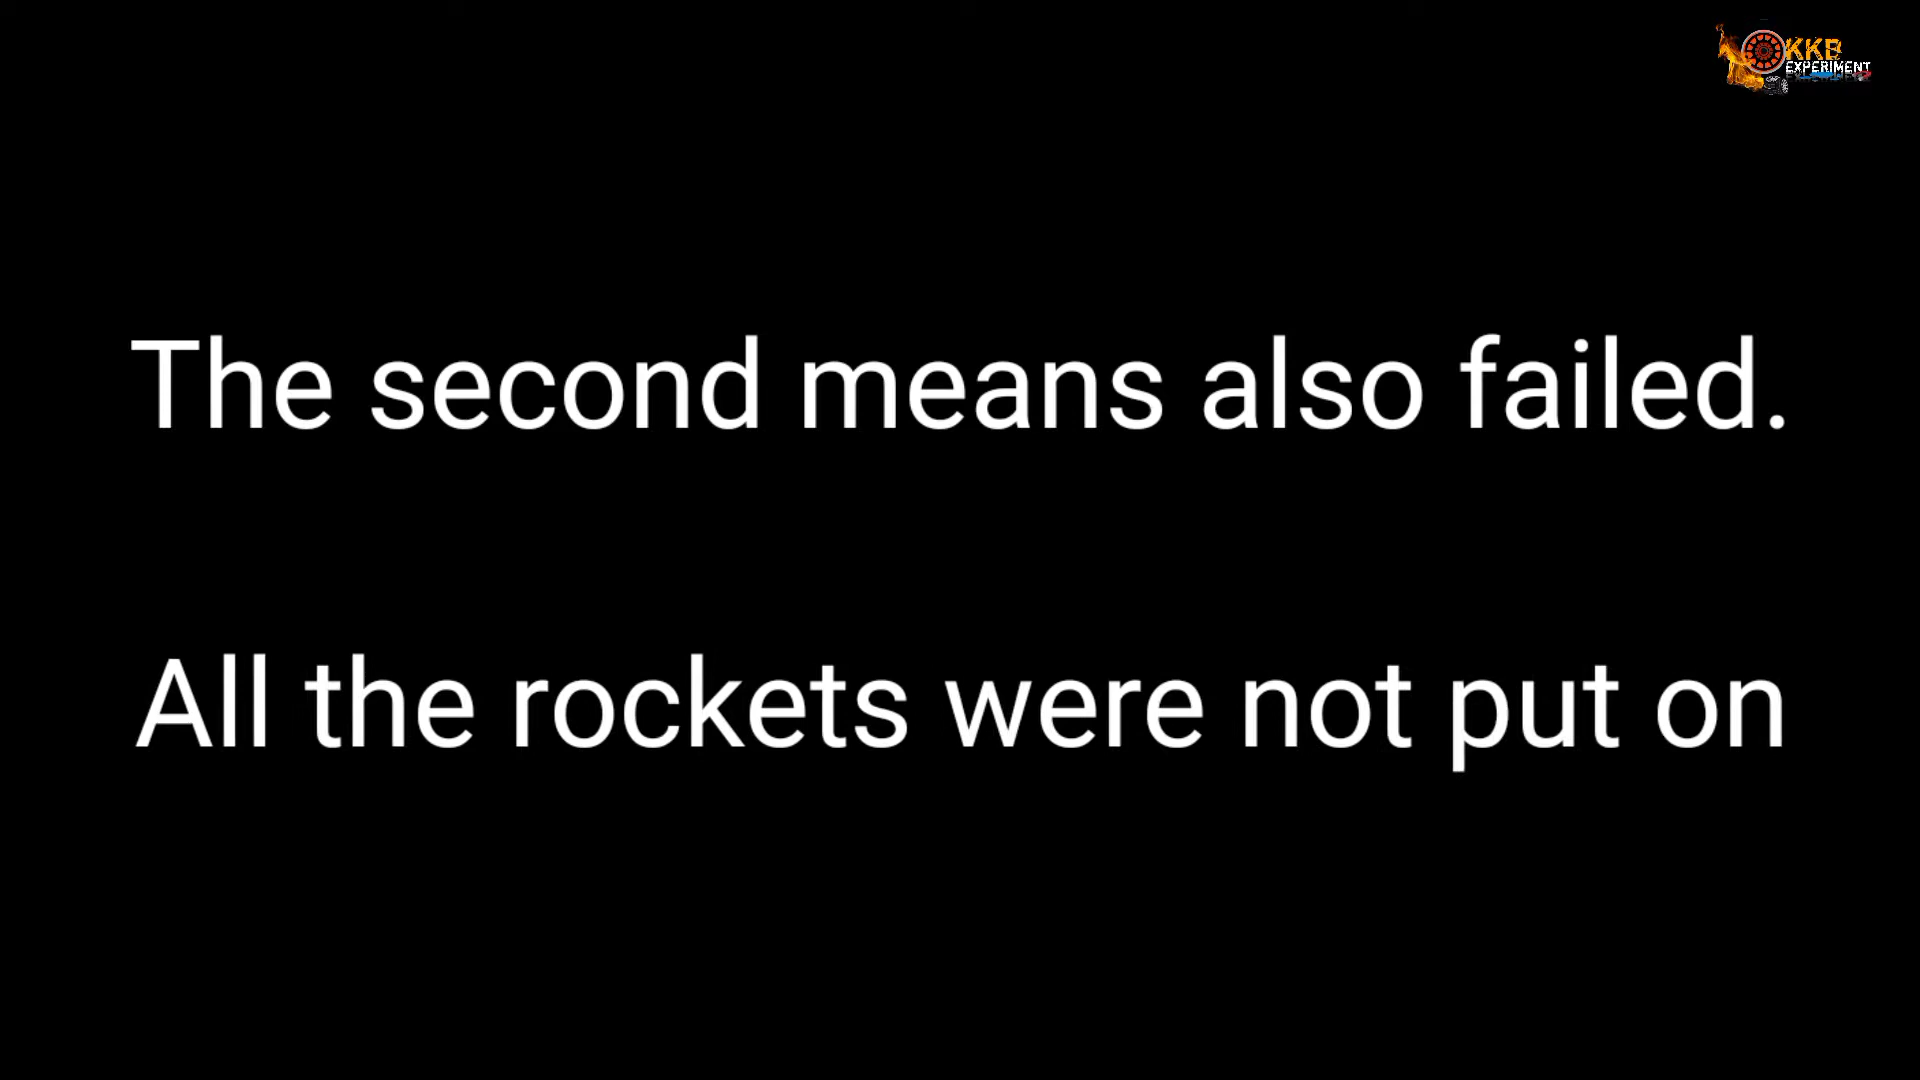 KKB
EXPERIMENT
The second means also failed.
All the rockets were not put on